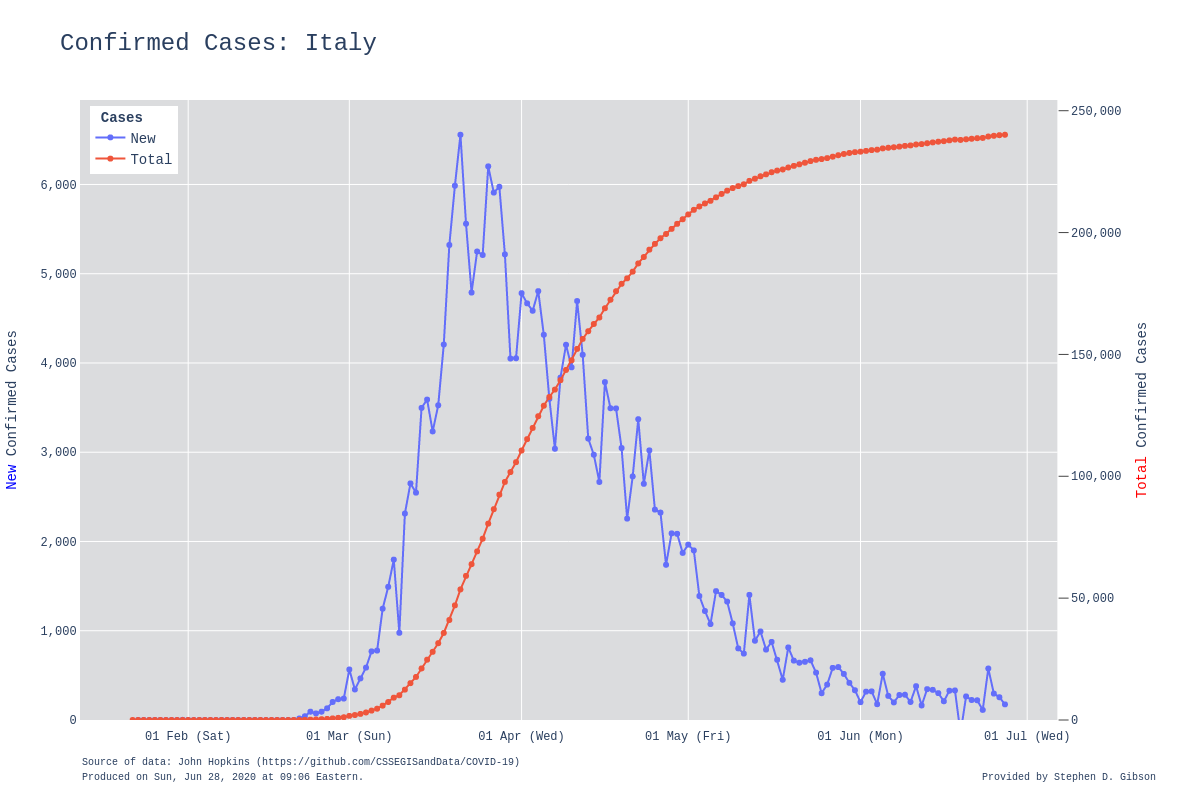 Confirmed Cases: Italy
Cases
New
Total
6,000
5,000
4,000
3,000
2,000
1,000
0
New Confirmed Cases
250,000
200,000
150,000
100,000
50,000
0
Total Confirmed Cases
01 Feb (Sat)
01 Mar (Sun)
01 Apr (Wed)
01 May (Fri)
01 Jun (Mon)
01 Jul (Wed)
Source of data: John Hopkins (https://github.com/CSSEGISandData/COVID-19)
Produced on Sun, Jun 28, 2020 at 09:06 Eastern.
Provided by Stephen D. Gibson